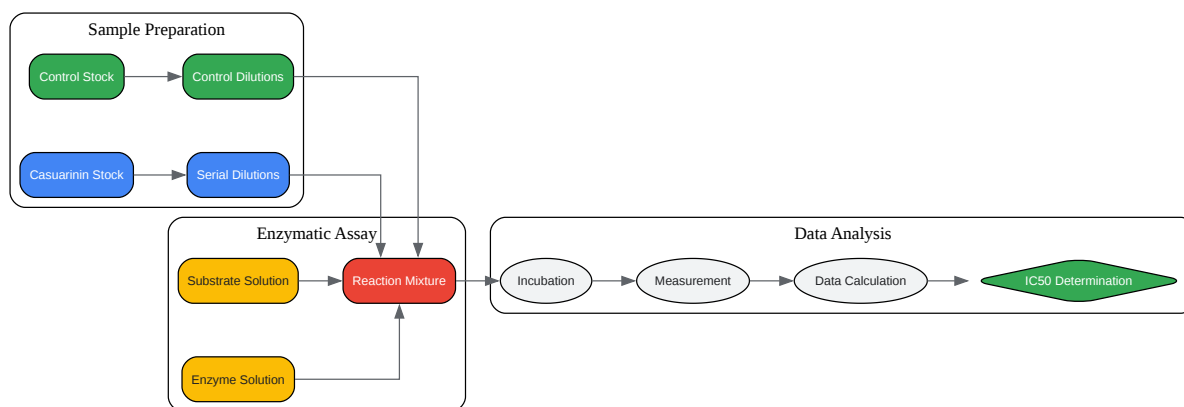 Sample Preparation
Control Stock
Control Dilutions
Casuarinin Stock
Serial Dilutions
Enzymatic Assay
Substrate Solution
Reaction Mixture
Enzyme Solution
Data Analysis
Incubation
Measurement
Data Calculation
IC50 Determination